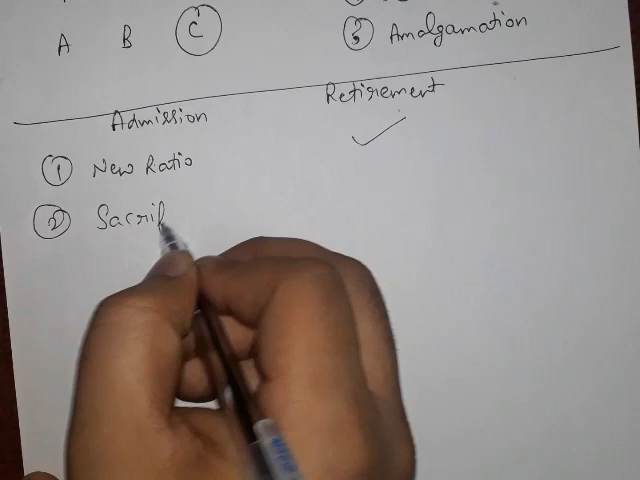 A B C
③ Amalgamation
Admission Retirement
① New Ratio
② Sacrif